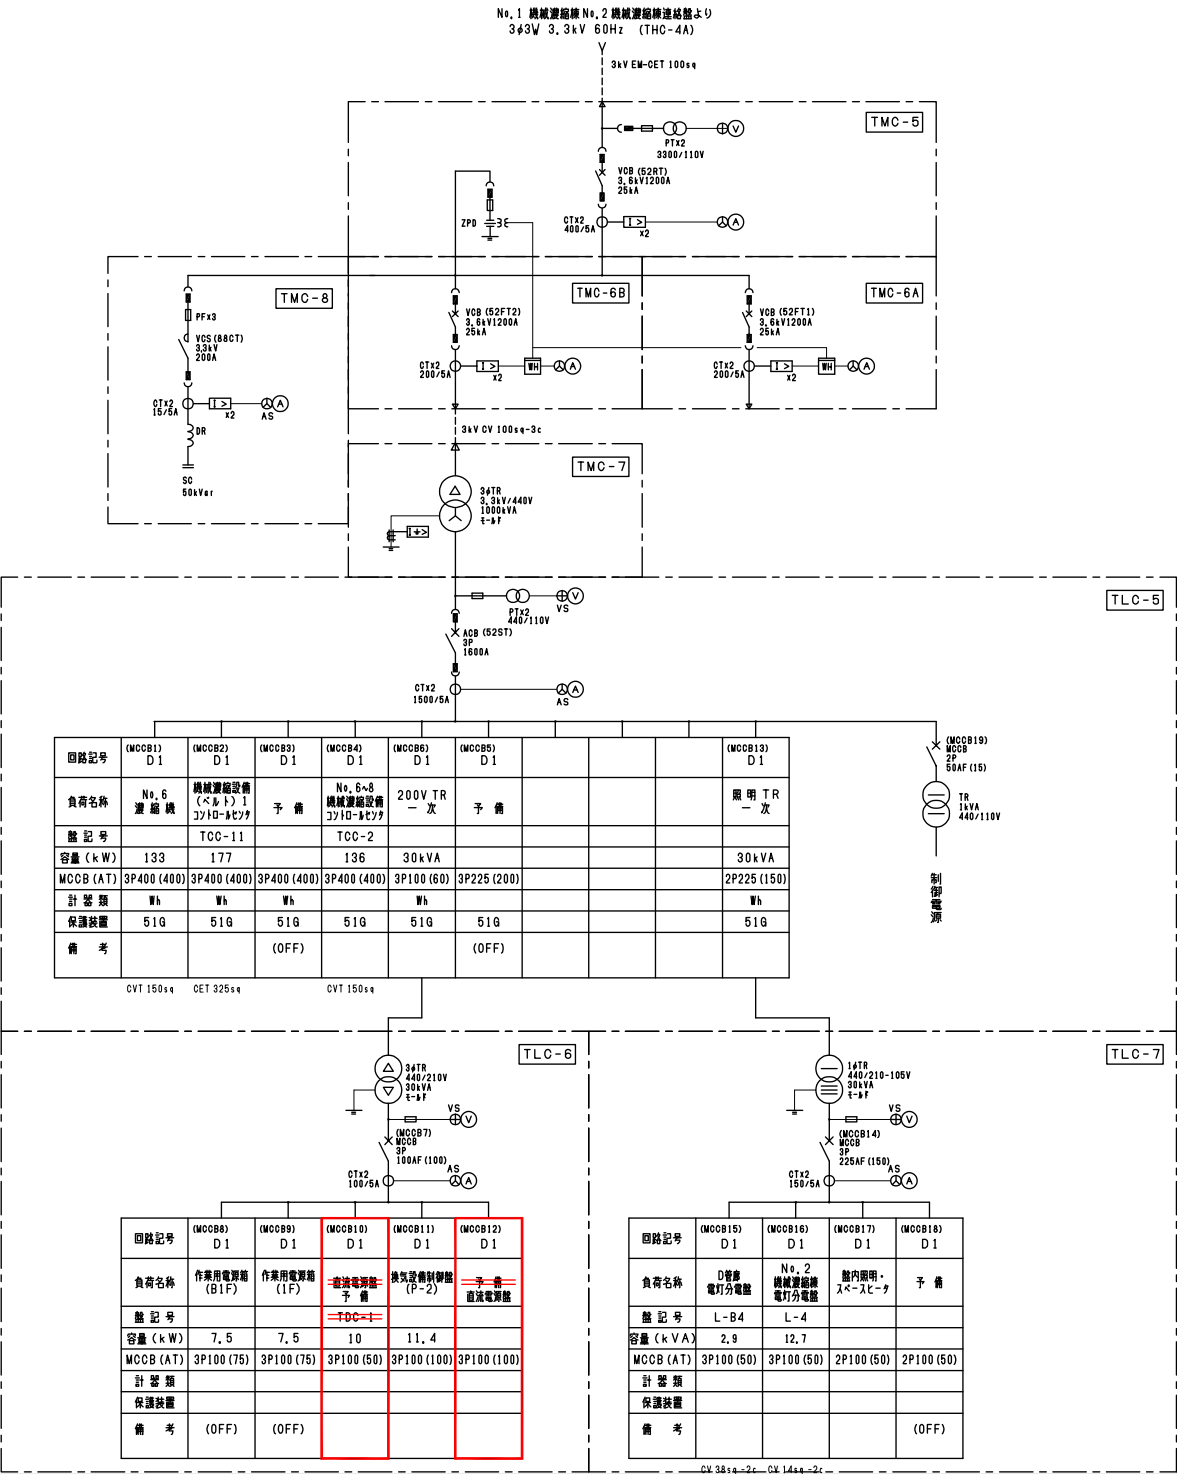 No.1 機械濃縮棟No.2機械濃縮棟連絡盤より
3φ3W 3.3kV 60Hz (THC-4A)
3kV EM-CET 100sq
TMC-5
PTx2
3300/110V
VCB (52RT)
3.6kV1200A
25kA
ZPD
CTx2
400/5A
I >
x2
A
V
TMC-8
TMC-6B
TMC-6A
PFx3
VCS (88CT)
3.3kV
200A
VCB (52FT2)
3.6kV1200A
25kA
VCB (52FT1)
3.6kV1200A
25kA
CTx2
200/5A
I >
x2
WH
A
CTx2
200/5A
I >
x2
WH
A
CTx2
15/5A
I >
x2
AS
A
DR
SC
50kVar
3kV CV 100sq-3c
TMC-7
3φTR
3.3kV/440V
1000kVA
モールド
TLC-5
PTx2
440/110V
VS
V
ACB (52ST)
3P
1600A
CTx2
1500/5A
AS
A
回路記号 (MCCB1) D1 (MCCB2) D1 (MCCB3) D1 (MCCB4) D1 (MCCB6) D1 (MCCB5) D1 (MCCB13) D1
負荷名称 No.6 濃縮機 機械濃縮設備 (ベルト) 1 コントロールセンタ 予備 No.6~8 機械濃縮設備 コントロールセンタ 200V TR 一次 予備 照明 TR 一次
盤記号 TCC-11 TCC-2
容量 (kW) 133 177 136 30kVA 30kVA
MCCB (AT) 3P400 (400) 3P400 (400) 3P400 (400) 3P400 (400) 3P100 (60) 3P225 (200) 2P225 (150)
計器類 Wh Wh Wh Wh Wh
保護装置 51G 51G 51G 51G 51G 51G 51G
備考 (OFF) (OFF)
CVT 150sq CET 325sq CVT 150sq
(MCCB19)
MCCB
2P
50AF (15)
TR
1kVA
440/110V
制御電源
TLC-6
3φTR
440/210V
30kVA
モールド
VS
V
(MCCB7)
MCCB
3P
100AF (100)
CTx2
100/5A
AS
A
回路記号 (MCCB8) D1 (MCCB9) D1 (MCCB10) D1 (MCCB11) D1 (MCCB12) D1
負荷名称 作業用電源箱 (B1F) 作業用電源箱 (1F) 直流電源盤 予備 換気設備制御盤 (P-2) 予備 直流電源盤
盤記号 TDC-1
容量 (kW) 7.5 7.5 10 11.4
MCCB (AT) 3P100 (75) 3P100 (75) 3P100 (50) 3P100 (100) 3P100 (100)
計器類
保護装置
備考 (OFF) (OFF)
TLC-7
1φTR
440/210-105V
30kVA
モールド
VS
V
(MCCB14)
MCCB
3P
225AF (150)
CTx2
150/5A
AS
A
回路記号 (MCCB15) D1 (MCCB16) D1 (MCCB17) D1 (MCCB18) D1
負荷名称 D管廊 電灯分電盤 No.2 機械濃縮棟 電灯分電盤 盤内照明・ スペースヒータ 予備
盤記号 L-B4 L-4
容量 (kVA) 2.9 12.7
MCCB (AT) 3P100 (50) 3P100 (50) 2P100 (50) 2P100 (50)
計器類
保護装置
備考 (OFF)
CV 38sq -2c CV 14sq -2c